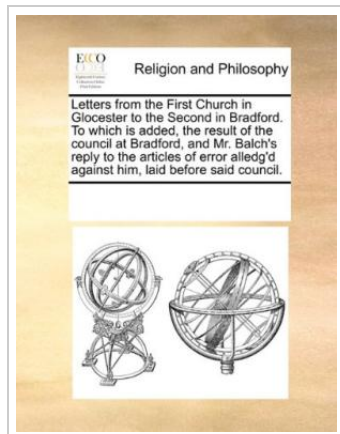 ECCO
Religion and Philosophy
Letters from the First Church in
Glocester to the Second in Bradford.
To which is added, the result of the
council at Bradford, and Mr. Balch's
reply to the articles of error alledg'd
against him, laid before said council.